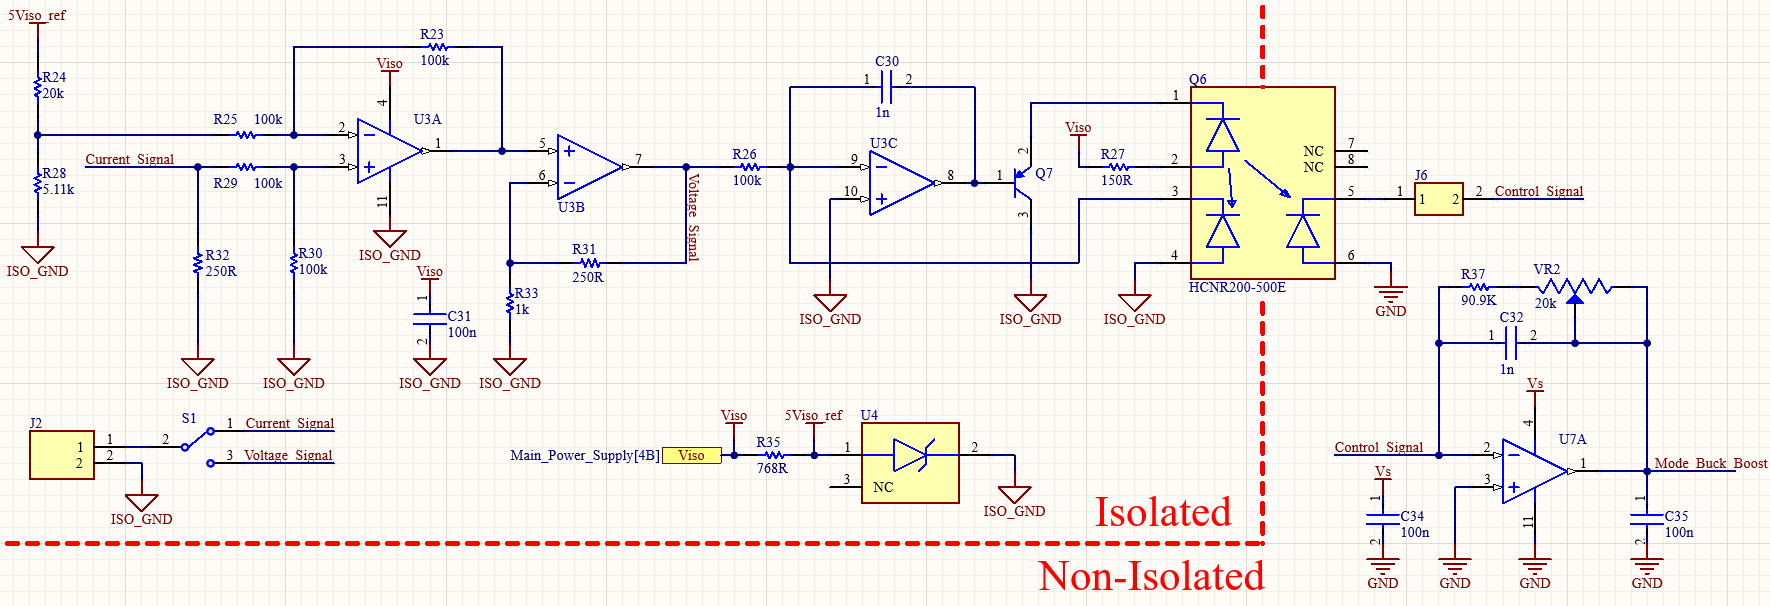 5Viso_ref
R24
20k
R28
5.11k
ISO_GND
R25 100k
Current_Signal
R29 100k
R32
250R
ISO_GND
R30
100k
ISO_GND
R23
100k
Viso
4
2
3
U3A
1
11
ISO_GND
Viso
1
C31
100n
2
ISO_GND
5
6
U3B
7
R31
250R
R33
1k
ISO_GND
Voltage_Signal
R26
100k
C30
1 2
1n
U3C
9
10
8
ISO_GND
1
2
Q7
3
ISO_GND
Viso
R27
150R
ISO_GND
Q6
1
2
3
4
NC 7
NC 8
5
6
HCNR200-500E
GND
J6
1 1 2 2
Control_Signal
R37
90.9K
VR2
20k
C32
1 2
1n
Vs
4
U7A
Control_Signal
2
3
1
11
Mode_Buck_Boost
Vs
1
C34
100n
2
GND
GND
GND
1
C35
100n
2
GND
J2
1 1
2 2
ISO_GND
S1
2
1 Current_Signal
3 Voltage_Signal
Main_Power_Supply[4B] Viso
Viso
R35
768R
5Viso_ref
U4
1
2
3 NC
ISO_GND
Isolated
Non-Isolated